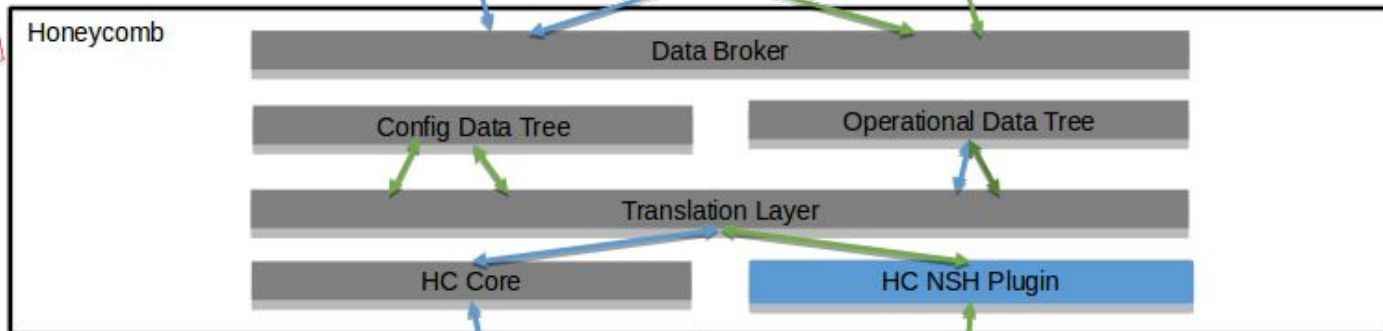 Honeycomb
Data Broker
Config Data Tree
Operational Data Tree
Translation Layer
HC Core
HC NSH Plugin